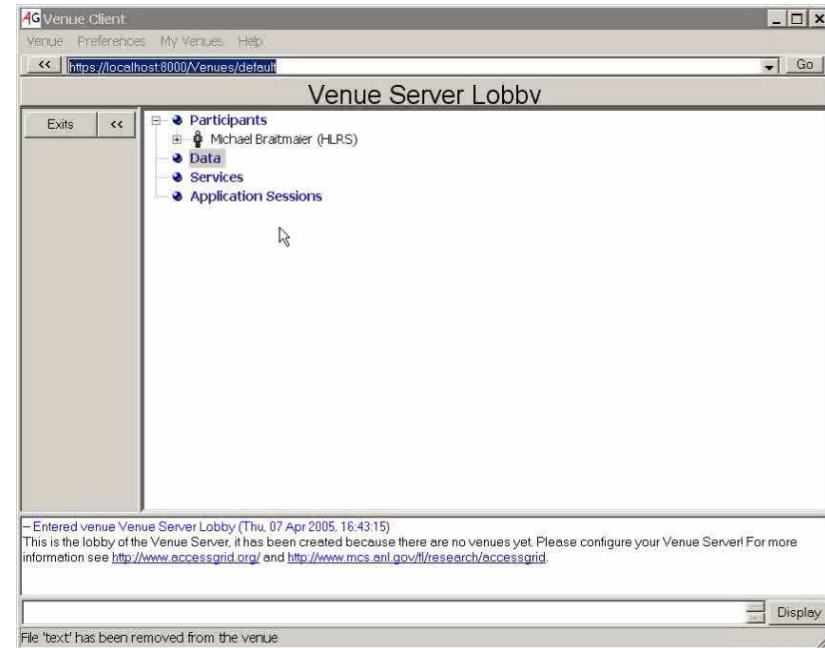 AG Venue Client
Venue Preferences My Venues Help
<< https://localhost:8000/Venues/default Go
Venue Server Lobby
Exits <<
Participants
Michael Braitmaier (HLRS)
Data
Services
Application Sessions
-- Entered venue Venue Server Lobby (Thu, 07 Apr 2005, 16:43:15)
This is the lobby of the Venue Server, it has been created because there are no venues yet. Please configure your Venue Server! For more
information see http://www.accessgrid.org/ and http://www.mcs.anl.gov/fl/research/accessgrid.
Display
File 'text' has been removed from the venue